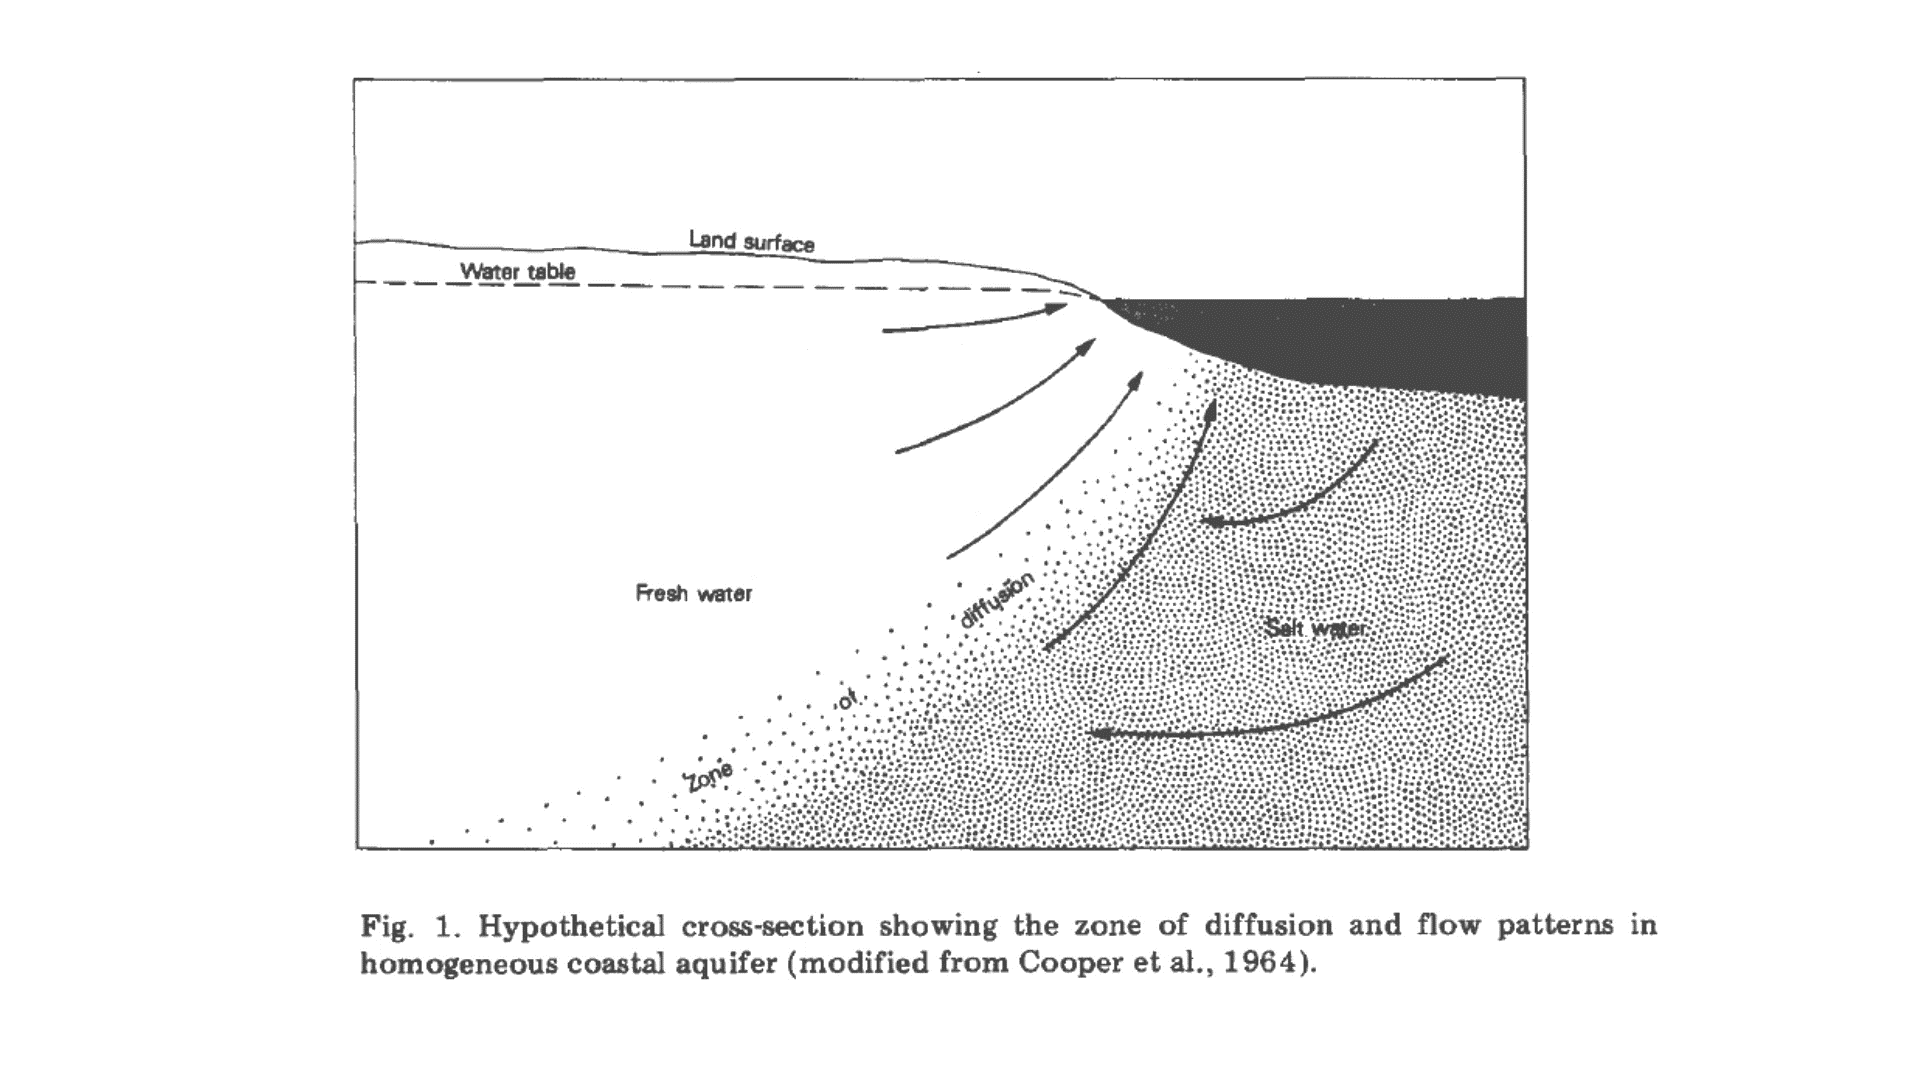 Land surface
Water table
Fresh water
Zone of diffusion
Salt water
Fig. 1. Hypothetical cross-section showing the zone of diffusion and flow patterns in
homogeneous coastal aquifer (modified from Cooper et al., 1964).